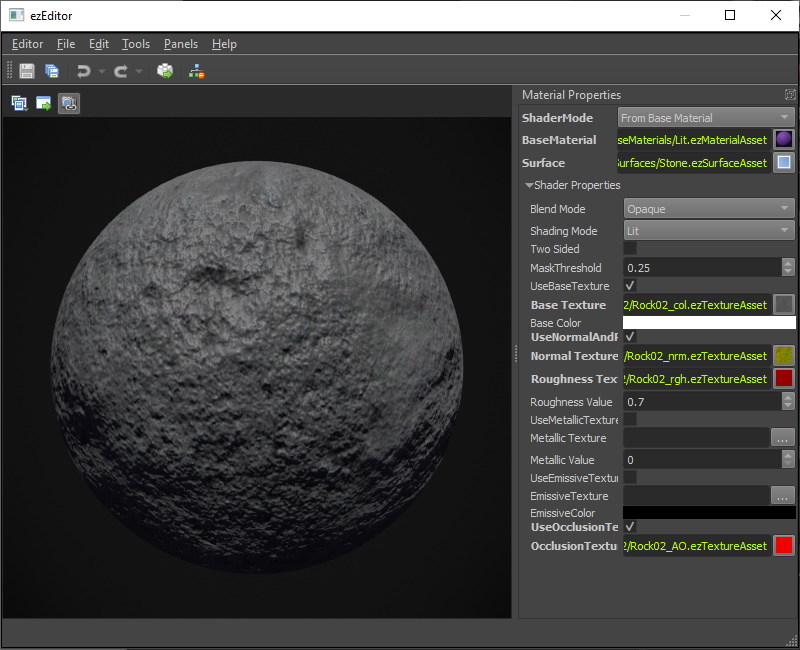 ezEditor
Editor File Edit Tools Panels Help
Material Properties
ShaderMode From Base Material
BaseMaterial seMaterials/Lit.ezMaterialAsset
Surface Surfaces/Stone.ezSurfaceAsset
Shader Properties
Blend Mode Opaque
Shading Mode Lit
Two Sided
MaskThreshold 0.25
UseBaseTexture
Base Texture 2/Rock02_col.ezTextureAsset
Base Color
UseNormalAndR
Normal Texture /Rock02_nrm.ezTextureAsset
Roughness Tex 2/Rock02_rgh.ezTextureAsset
Roughness Value 0.7
UseMetallicTexture
Metallic Texture ...
Metallic Value 0
UseEmissiveTextu
EmissiveTexture ...
EmissiveColor
UseOcclusionTe
OcclusionTextu 2/Rock02_AO.ezTextureAsset